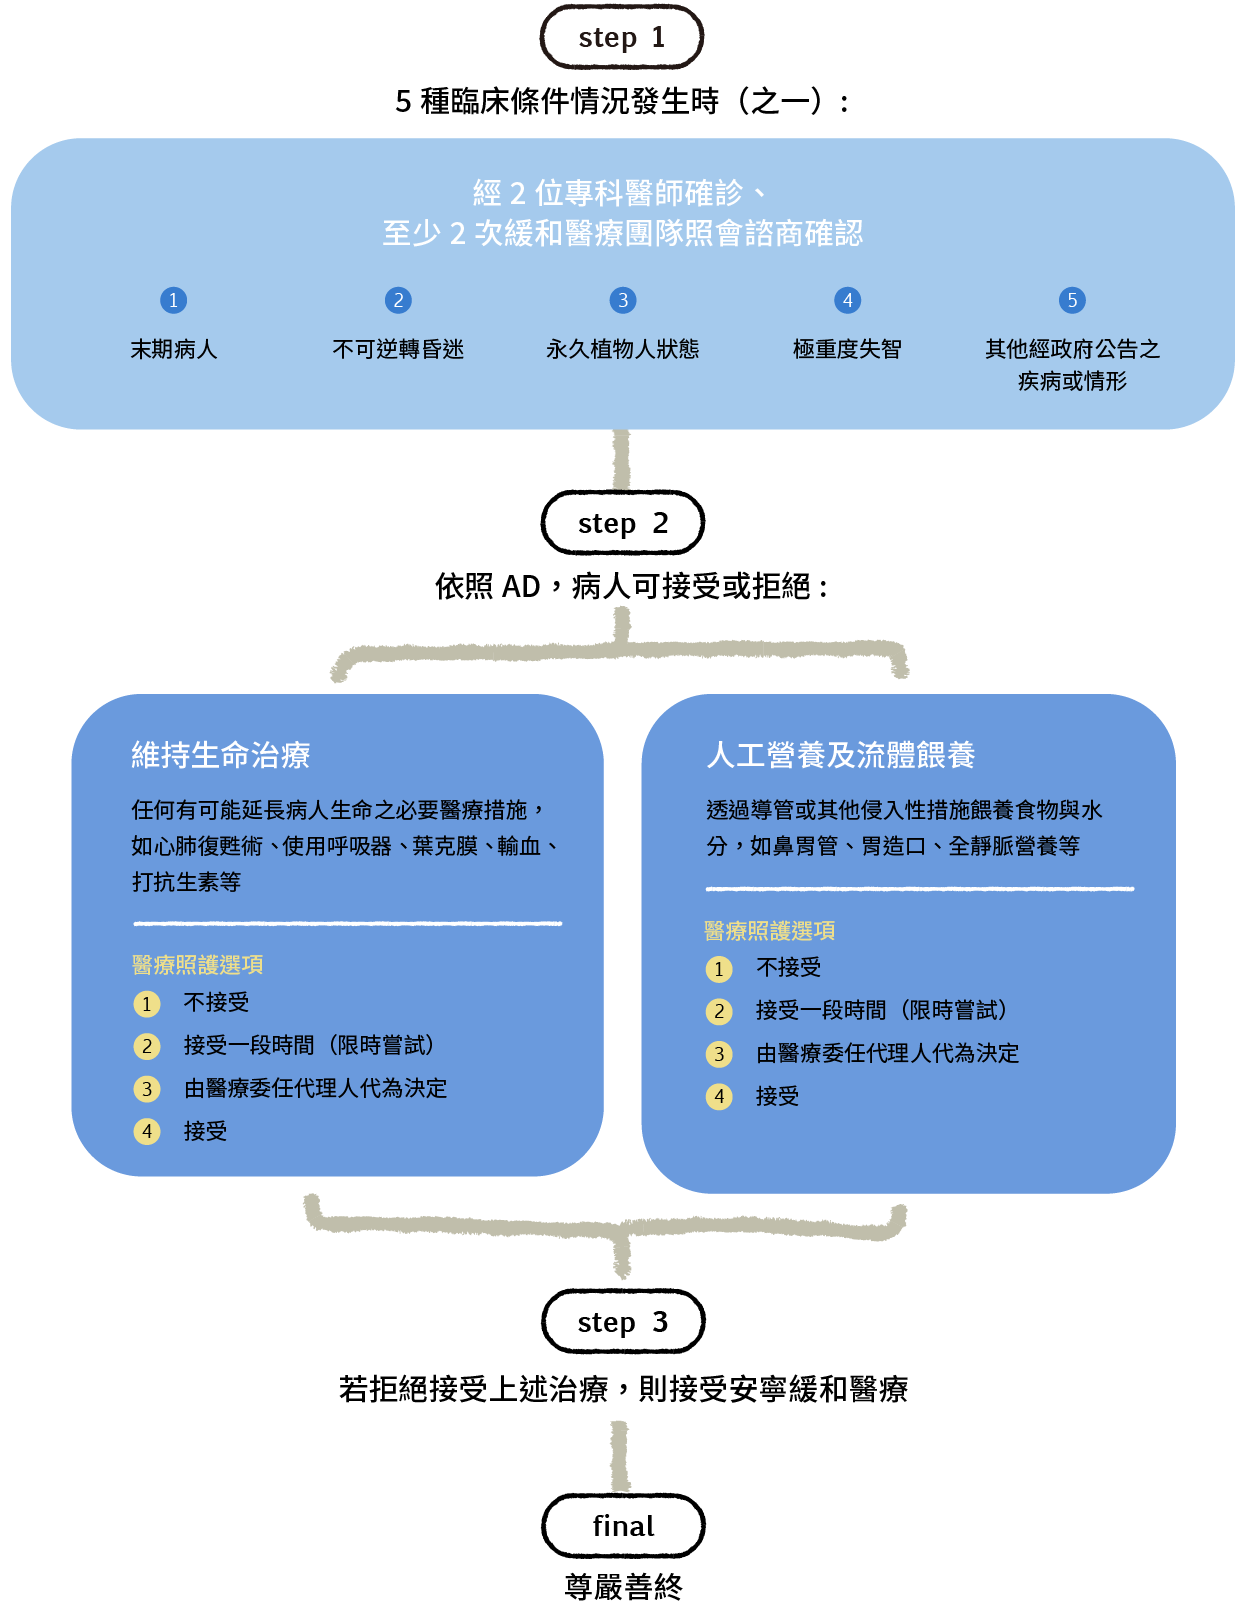 step 1
5 種臨床條件情況發生時（之一）:
經 2 位專科醫師確診、
至少 2 次緩和醫療團隊照會諮商確認
1
末期病人
2
不可逆轉昏迷
3
永久植物人狀態
4
極重度失智
5
其他經政府公告之
疾病或情形
step 2
依照 AD，病人可接受或拒絕 :
維持生命治療
任何有可能延長病人生命之必要醫療措施，
如心肺復甦術、使用呼吸器、葉克膜、輸血、
打抗生素等
醫療照護選項
1 不接受
2 接受一段時間（限時嘗試）
3 由醫療委任代理人代為決定
4 接受
人工營養及流體餵養
透過導管或其他侵入性措施餵養食物與水
分，如鼻胃管、胃造口、全靜脈營養等
醫療照護選項
1 不接受
2 接受一段時間（限時嘗試）
3 由醫療委任代理人代為決定
4 接受
step 3
若拒絕接受上述治療，則接受安寧緩和醫療
final
尊嚴善終